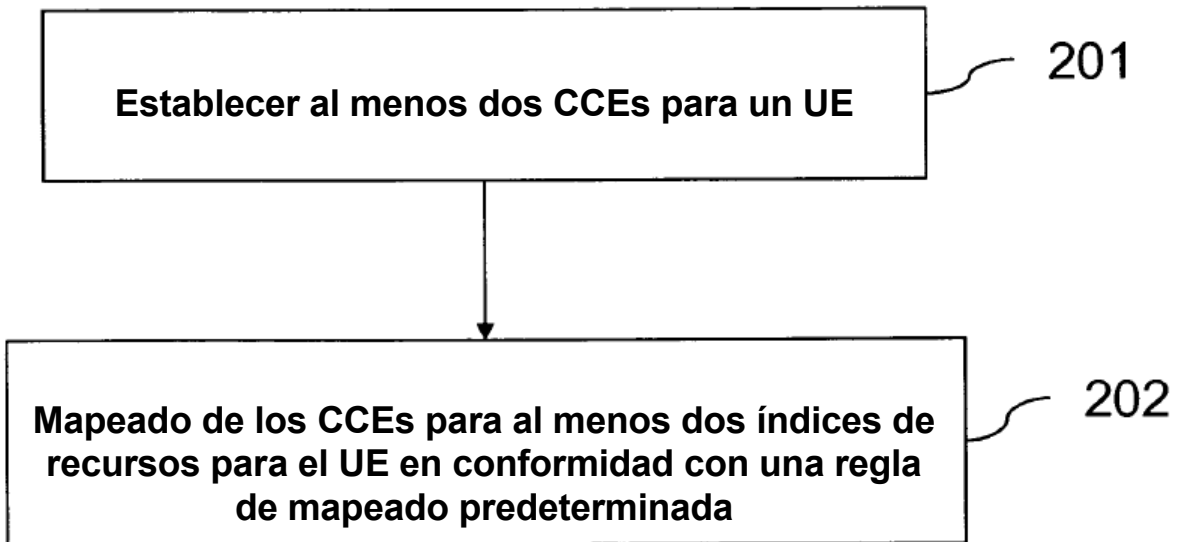 Establecer al menos dos CCEs para un UE
201
Mapeado de los CCEs para al menos dos índices de
recursos para el UE en conformidad con una regla
de mapeado predeterminada
202